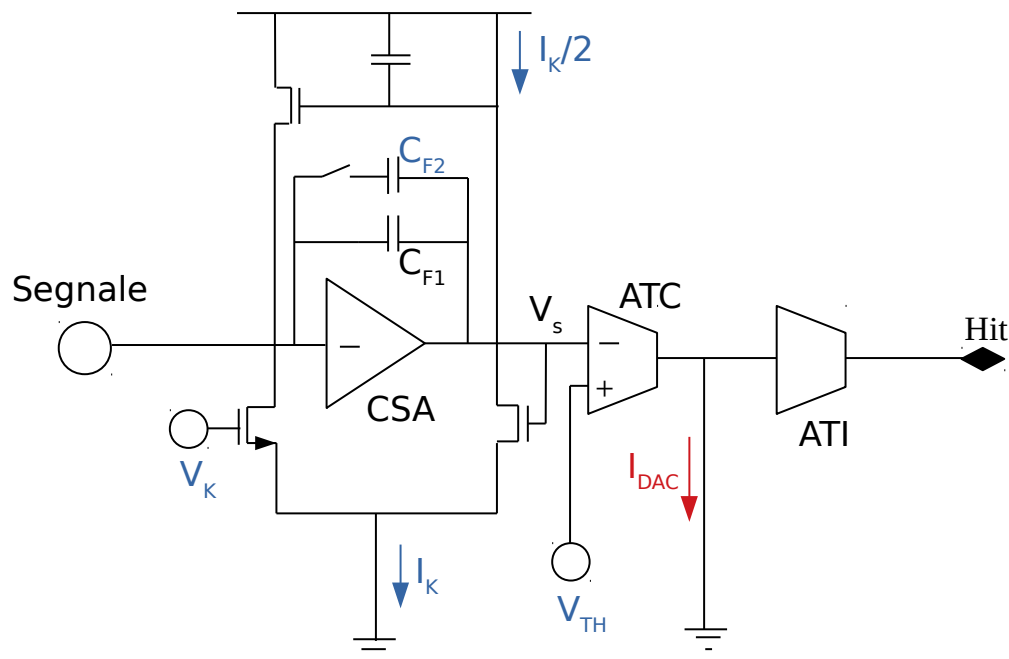 I_K/2
C_F2
C_F1
Segnale
V_s
ATC
Hit
−
−
+
CSA
ATI
V_K
I_DAC
I_K
V_TH